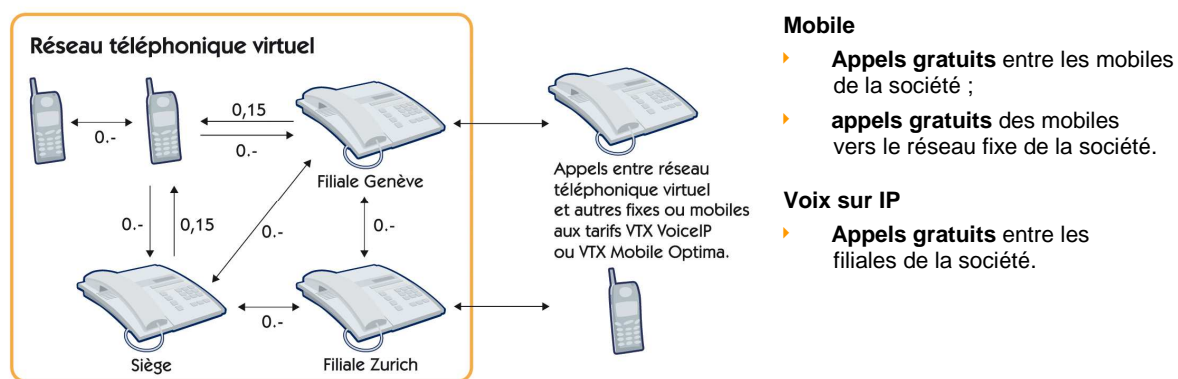 Réseau téléphonique virtuel
0,15
0.-
0.-
Filiale Genève
0.-
0,15
0.-
0.-
0.-
Siège
Filiale Zurich
Appels entre réseau
téléphonique virtuel
et autres fixes ou mobiles
aux tarifs VTX VoiceIP
ou VTX Mobile Optima.
Mobile
Appels gratuits entre les mobiles
de la société ;
appels gratuits des mobiles
vers le réseau fixe de la société.
Voix sur IP
Appels gratuits entre les
filiales de la société.